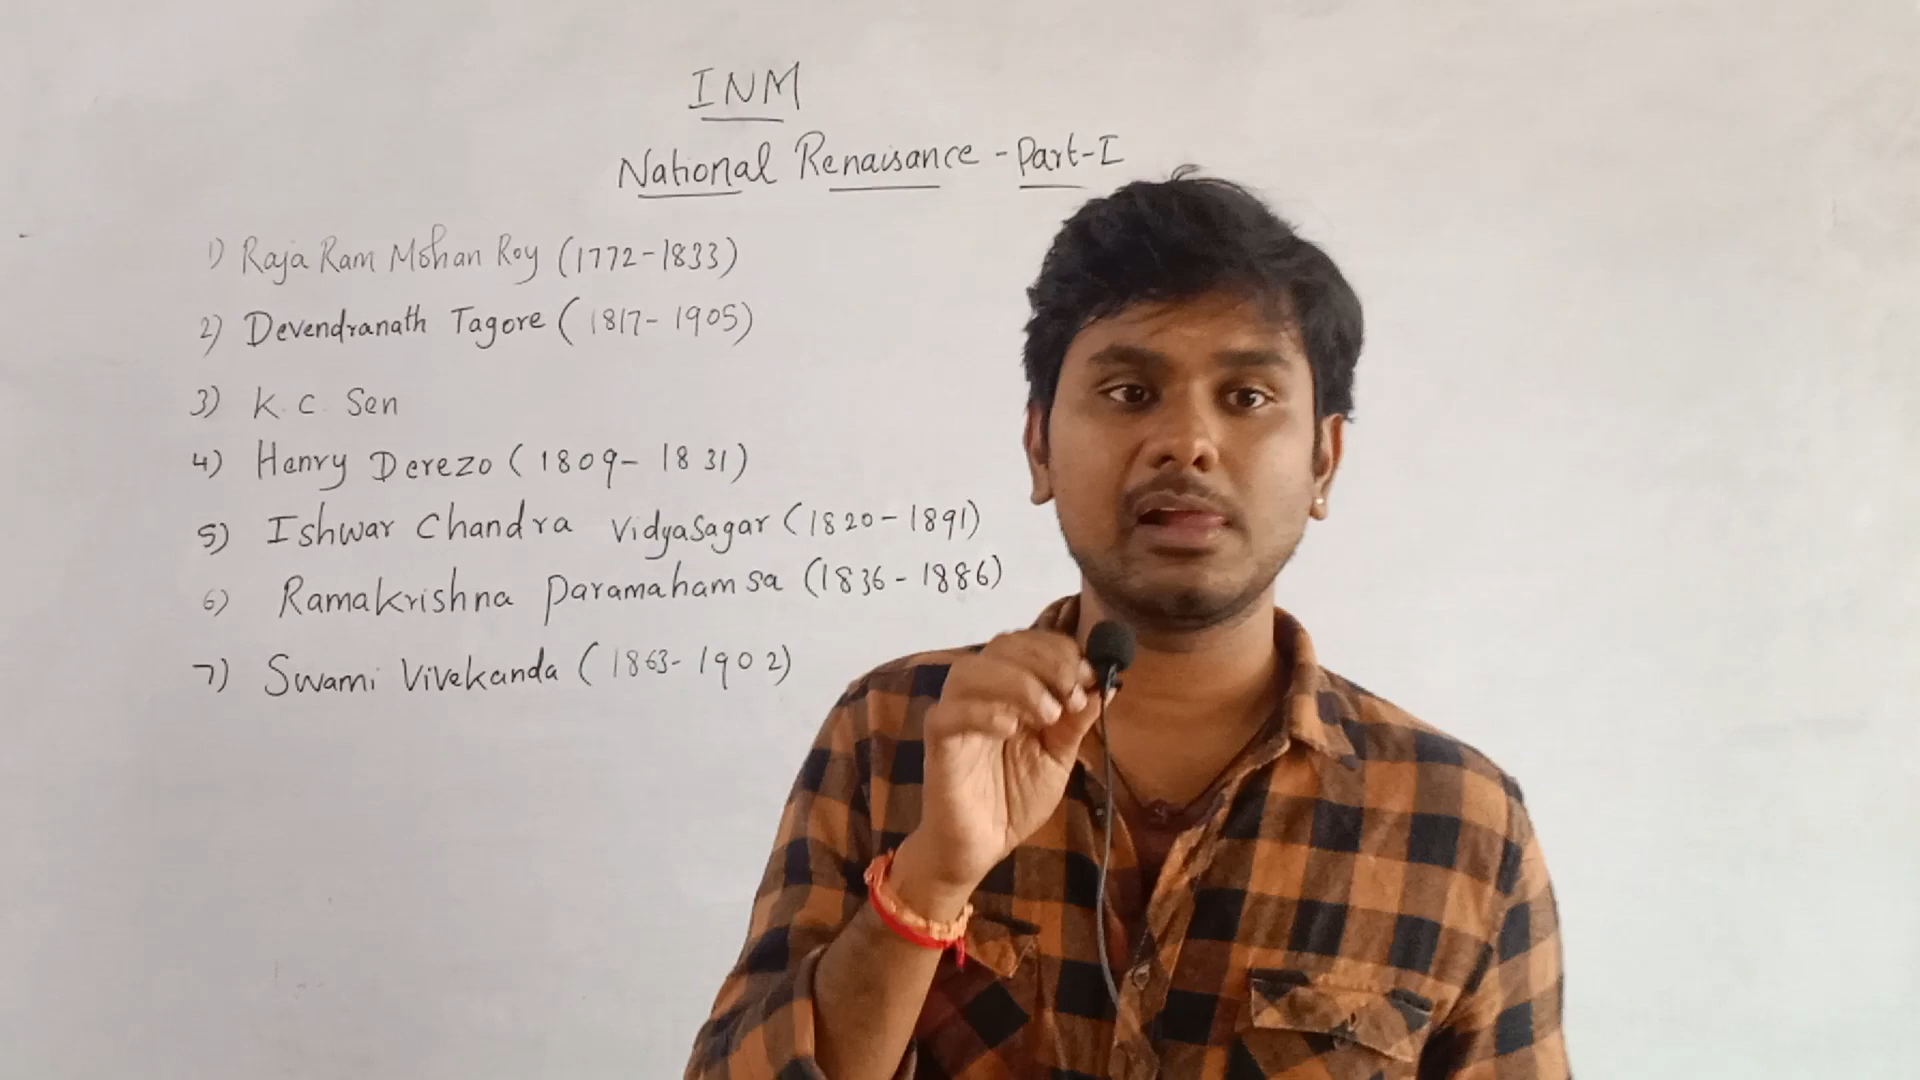 INM
National Renaisance - Part-I
1) Raja Ram Mohan Roy (1772-1833)
2) Devendranath Tagore (1817-1905)
3) K.C. Sen
4) Henry Derezo (1809-1831)
5) Ishwar Chandra Vidyasagar (1820-1891)
6) Ramakrishna Paramahamsa (1836-1886)
7) Swami Vivekanda (1863-1902)